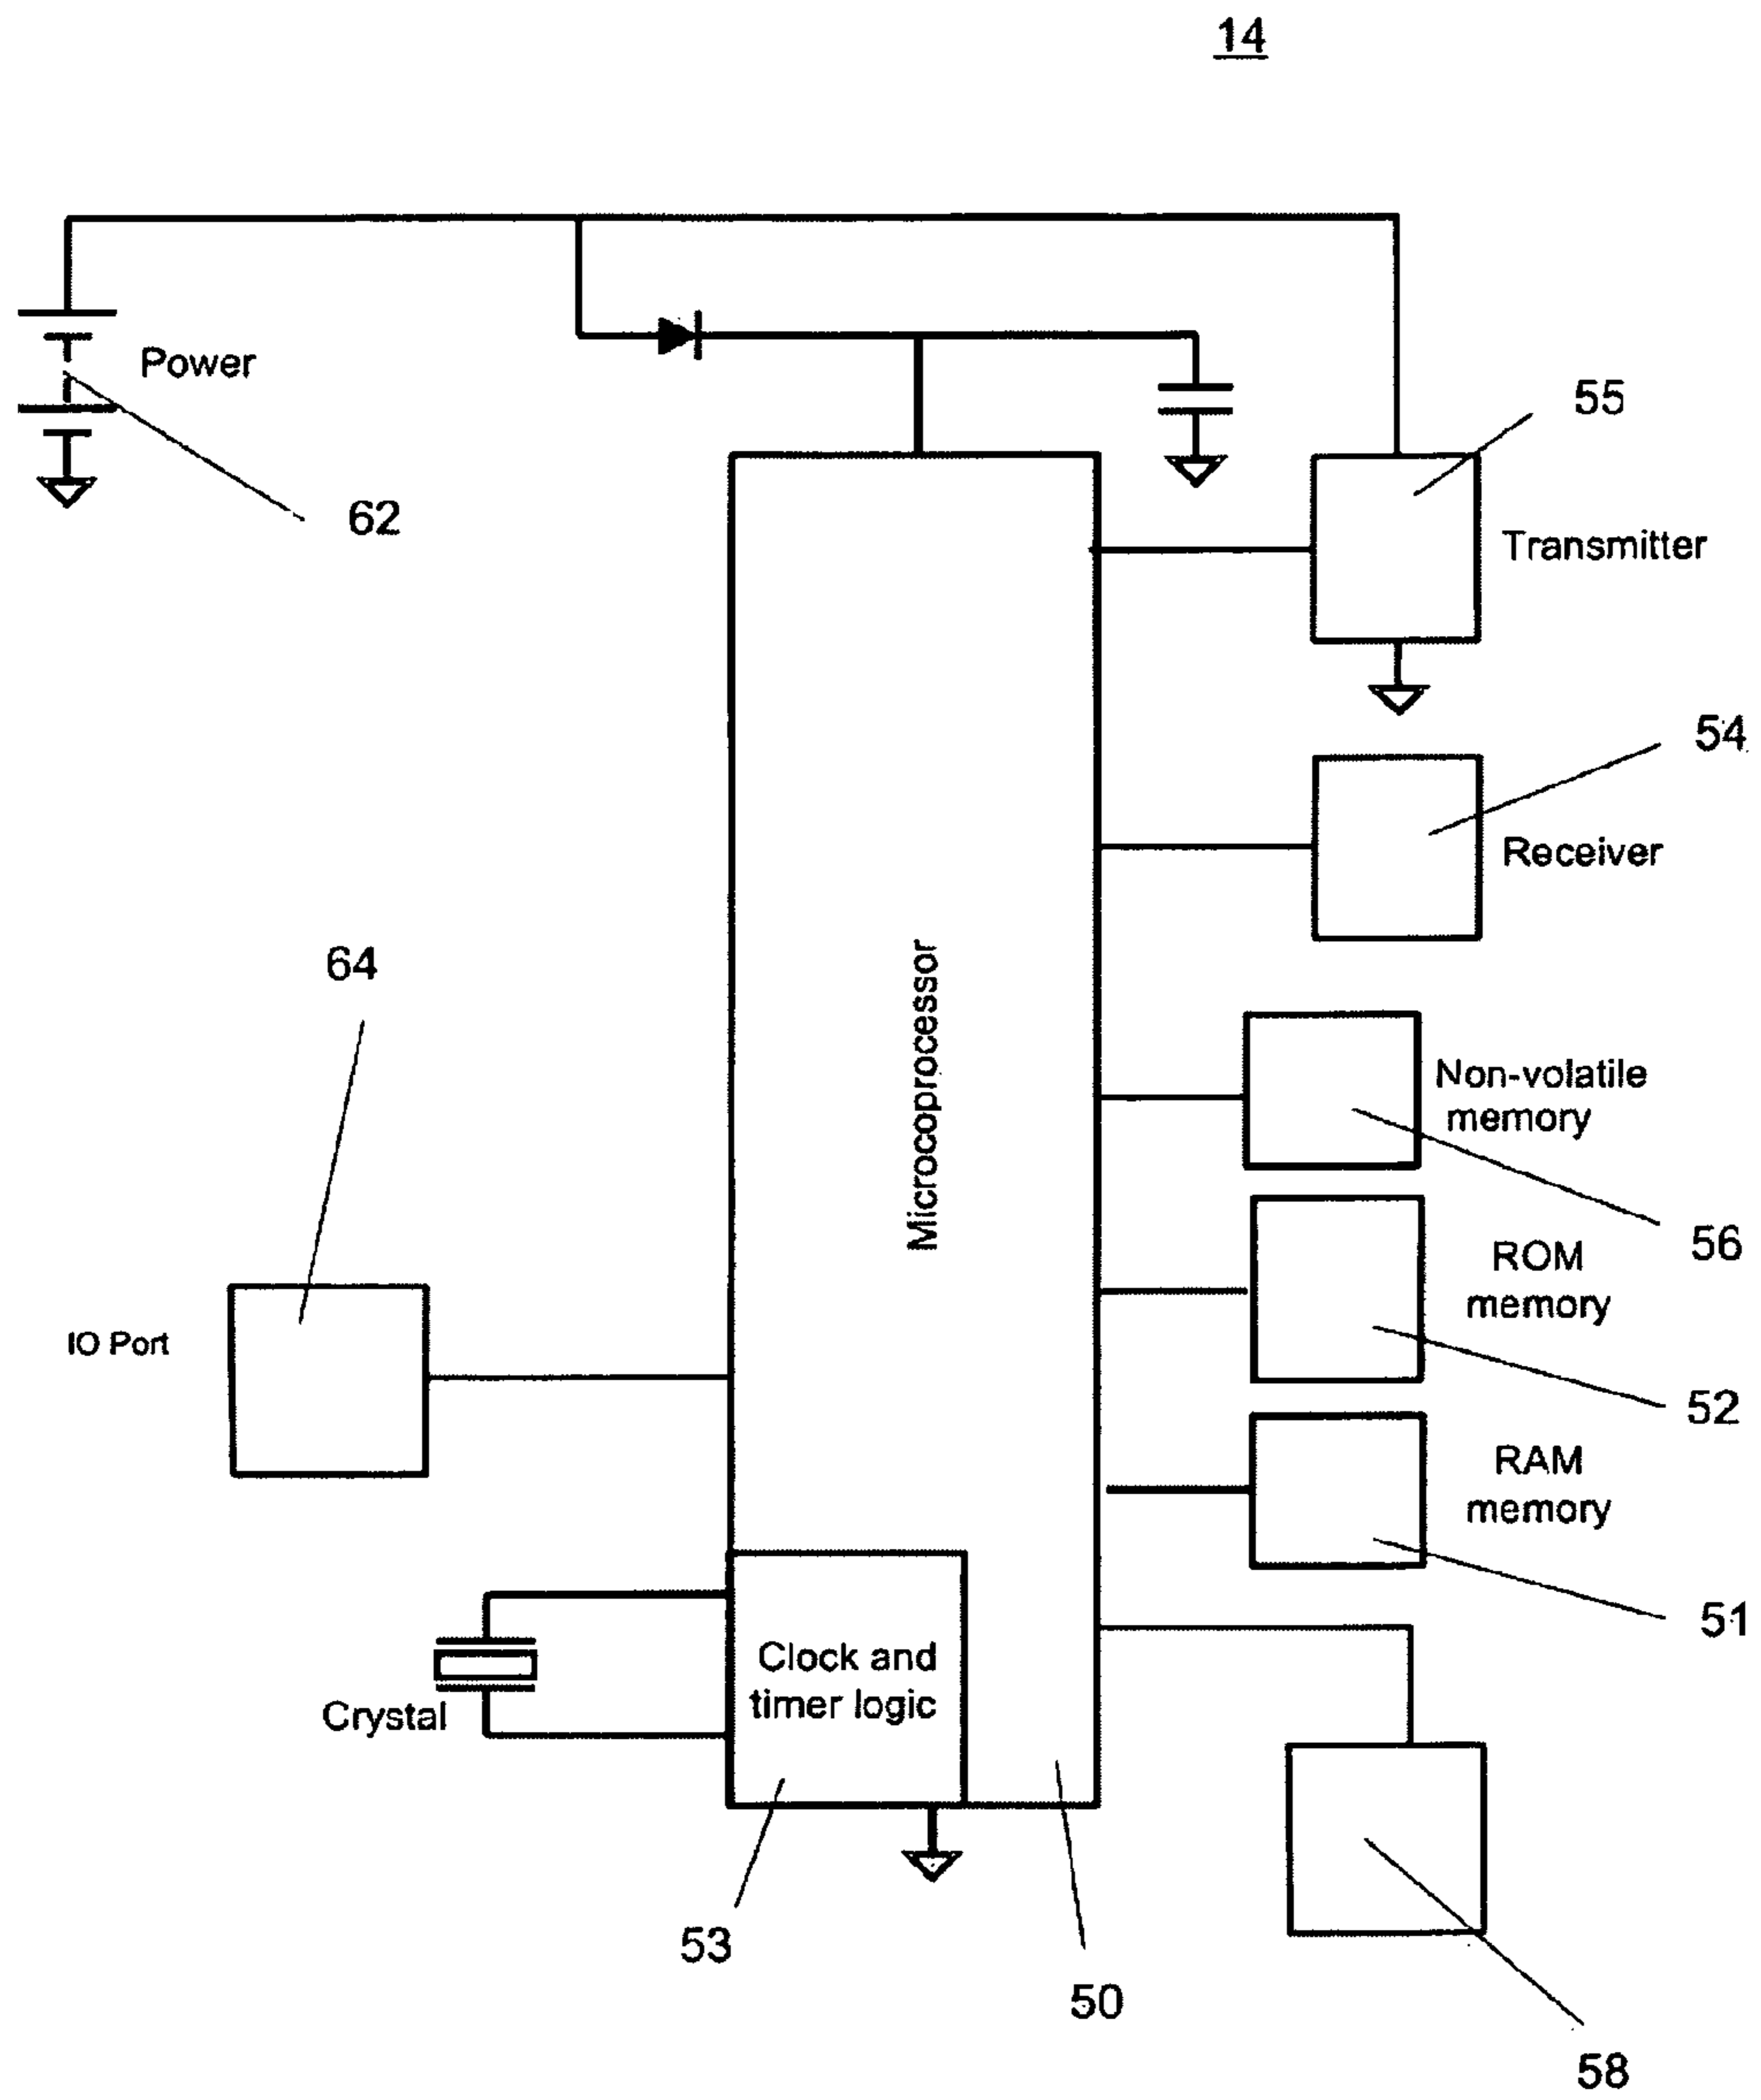 14
Power
62
55
Transmitter
54
Receiver
64
Microcoprocessor
Non-volatile
memory
56
ROM
memory
52
IO Port
RAM
memory
51
Clock and
timer logic
Crystal
53
50
58